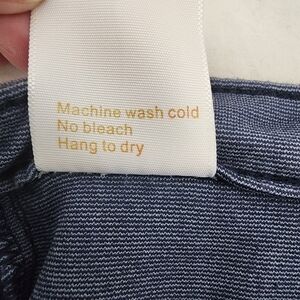 Machine wash cold
No bleach
Hang to dry